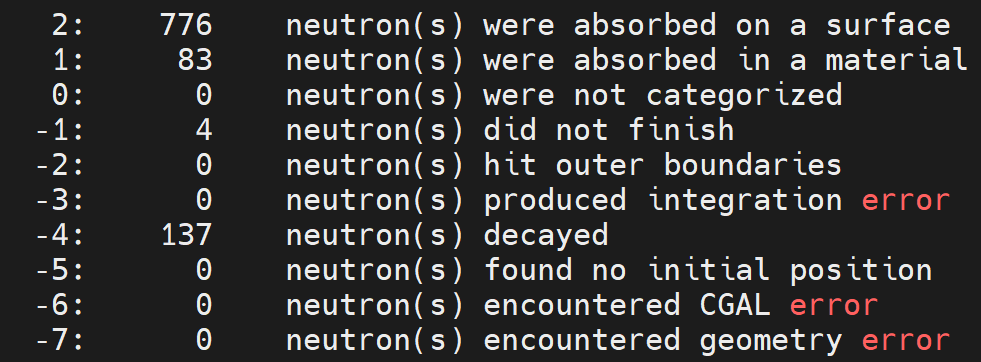 2: 776 neutron(s) were absorbed on a surface
1: 83 neutron(s) were absorbed in a material
0: 0 neutron(s) were not categorized
-1: 4 neutron(s) did not finish
-2: 0 neutron(s) hit outer boundaries
-3: 0 neutron(s) produced integration error
-4: 137 neutron(s) decayed
-5: 0 neutron(s) found no initial position
-6: 0 neutron(s) encountered CGAL error
-7: 0 neutron(s) encountered geometry error